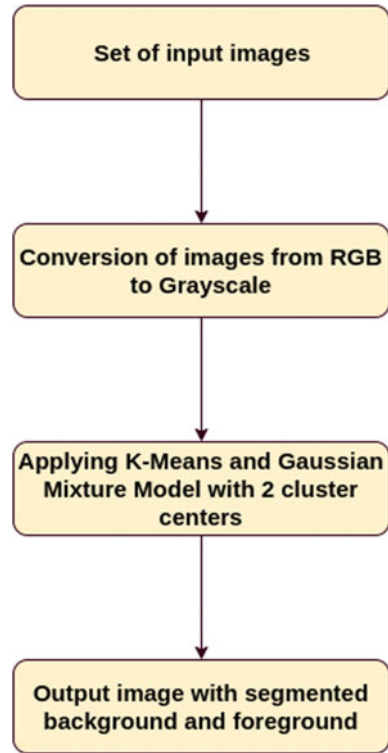 Set of input images
Conversion of images from RGB
to Grayscale
Applying K-Means and Gaussian
Mixture Model with 2 cluster
centers
Output image with segmented
background and foreground